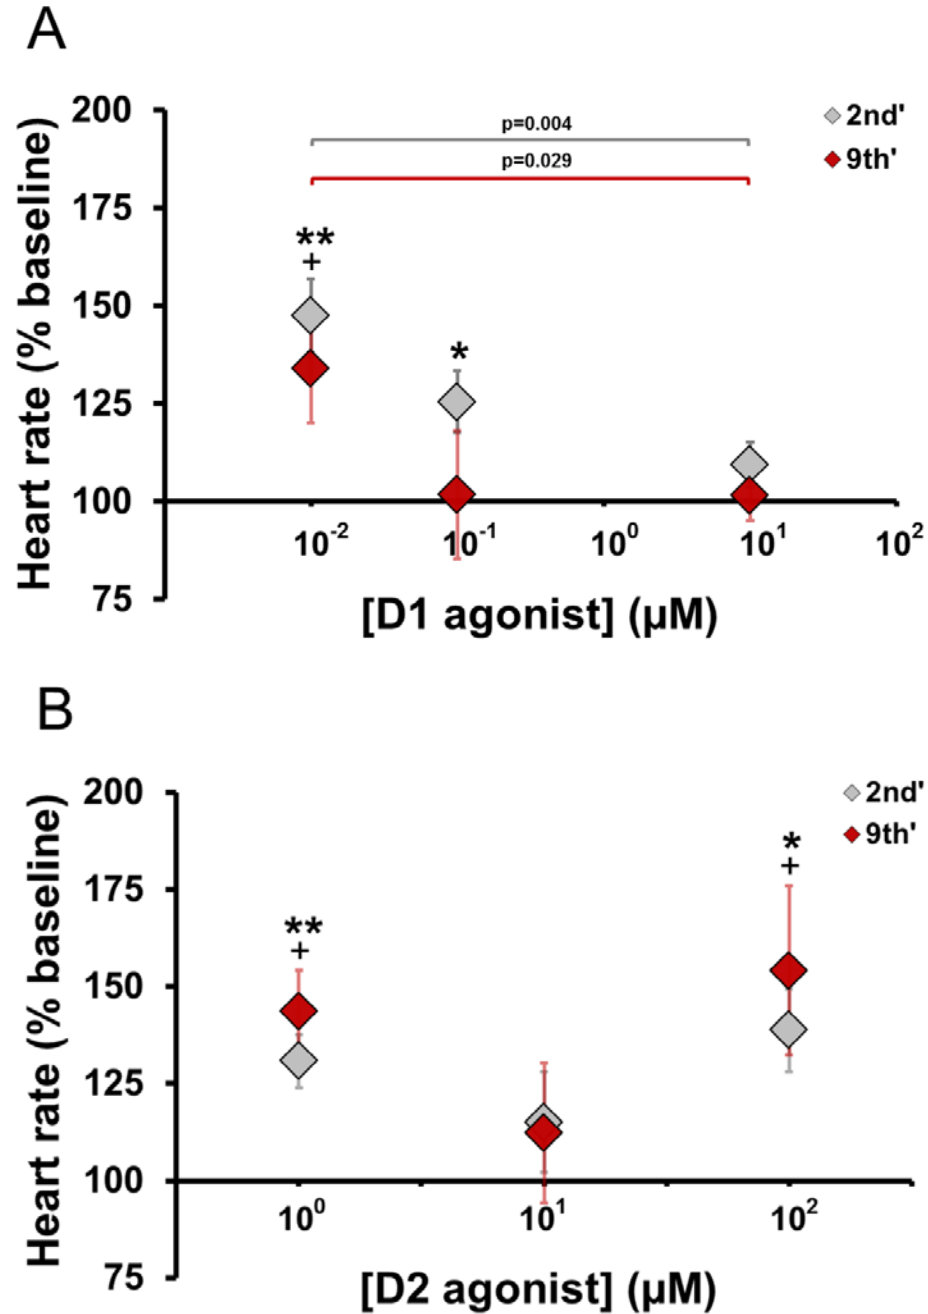 A
200
175
150
125
100
75
Heart rate (% baseline)
p=0.004
p=0.029
2nd'
9th'
**
+
*
10⁻²
10⁻¹
10⁰
10¹
10²
[D1 agonist] (µM)
B
200
175
150
125
100
75
Heart rate (% baseline)
2nd'
9th'
**
+
*
+
10⁰
10¹
10²
[D2 agonist] (µM)